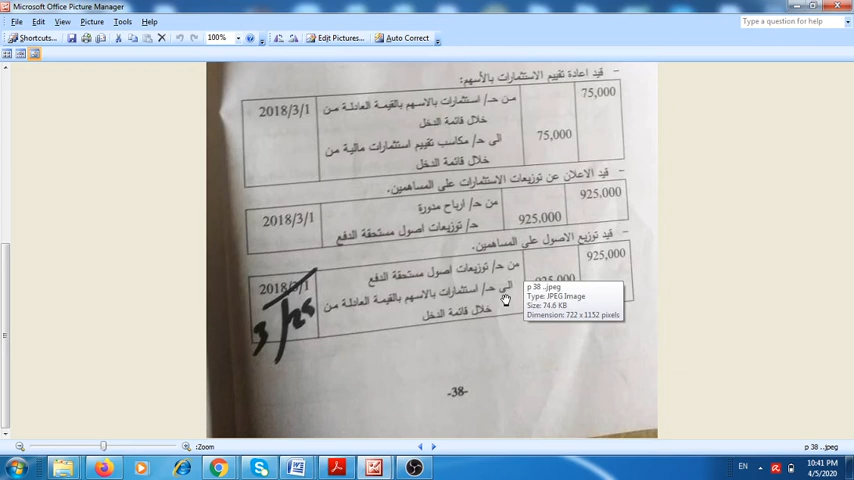 Microsoft Office Picture Manager
File Edit View Picture Tools Help
Type a question for help
Shortcuts... 100% Edit Pictures... Auto Correct
- قيد اعادة تقييم الاستثمارات بالأسهم:
75,000 من حـ/ استثمارات بالاسهم بالقيمة العادلة من 2018/3/1
خلال قائمة الدخل
75,000 الى حـ/ مكاسب تقييم استثمارات مالية من
خلال قائمة الدخل
- قيد الاعلان عن توزيعات الاستثمارات على المساهمين.
925,000 من حـ/ ارباح مدورة 2018/3/1
925,000 حـ/ توزيعات اصول مستحقة الدفع
- قيد توزيع الاصول على المساهمين.
925,000 من حـ/ توزيعات اصول مستحقة الدفع 2018/3/1
925,000 الى حـ/ استثمارات بالاسهم بالقيمة العادلة من
خلال قائمة الدخل
3/25
p 38 ..jpeg
Type: JPEG Image
Size: 74.6 KB
Dimension: 722 x 1152 pixels
-38-
Zoom:
p 38 ..jpeg
EN
10:41 PM
4/5/2020